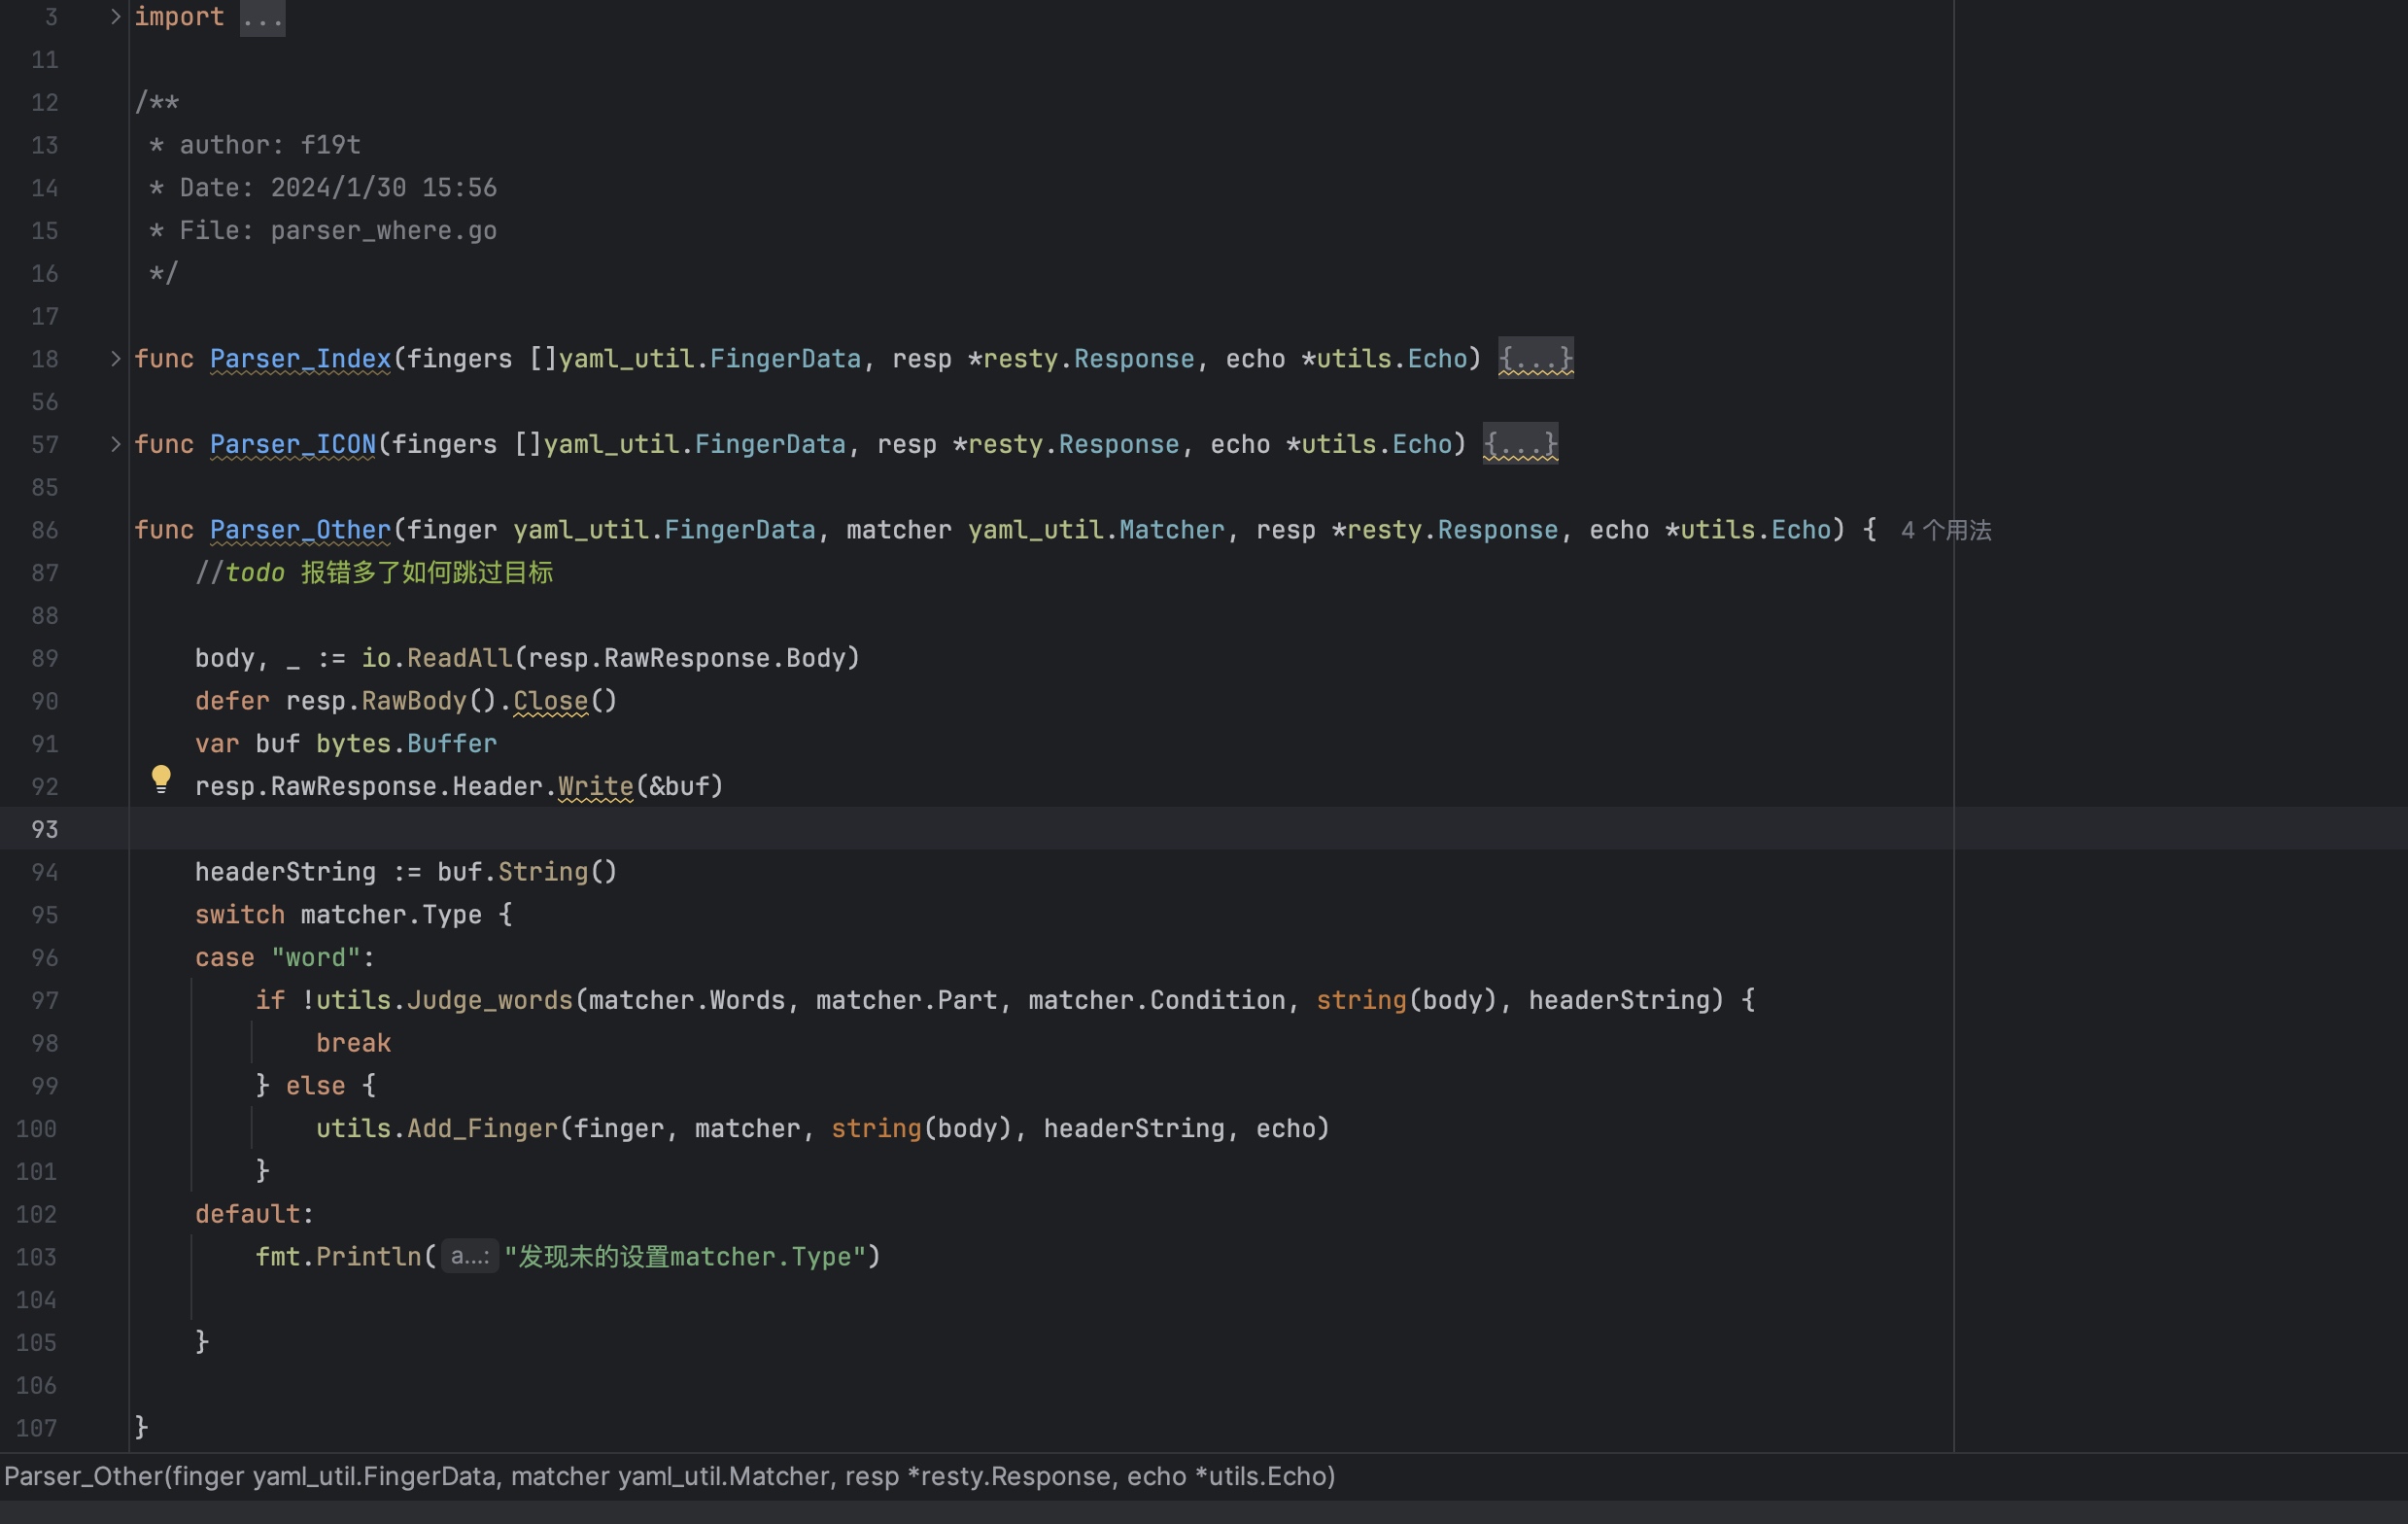 3 import ...
11
12 /**
13 * author: f19t
14 * Date: 2024/1/30 15:56
15 * File: parser_where.go
16 */
17
18 func Parser_Index(fingers []yaml_util.FingerData, resp *resty.Response, echo *utils.Echo) {...}
56
57 func Parser_ICON(fingers []yaml_util.FingerData, resp *resty.Response, echo *utils.Echo) {...}
85
86 func Parser_Other(finger yaml_util.FingerData, matcher yaml_util.Matcher, resp *resty.Response, echo *utils.Echo) { 4 个用法
87 //todo 报错多了如何跳过目标
88
89 body, _ := io.ReadAll(resp.RawResponse.Body)
90 defer resp.RawBody().Close()
91 var buf bytes.Buffer
92 resp.RawResponse.Header.Write(&buf)
93
94 headerString := buf.String()
95 switch matcher.Type {
96 case "word":
97 if !utils.Judge_words(matcher.Words, matcher.Part, matcher.Condition, string(body), headerString) {
98 break
99 } else {
100 utils.Add_Finger(finger, matcher, string(body), headerString, echo)
101 }
102 default:
103 fmt.Println( a...: "发现未的设置matcher.Type")
104
105 }
106
107 }
Parser_Other(finger yaml_util.FingerData, matcher yaml_util.Matcher, resp *resty.Response, echo *utils.Echo)